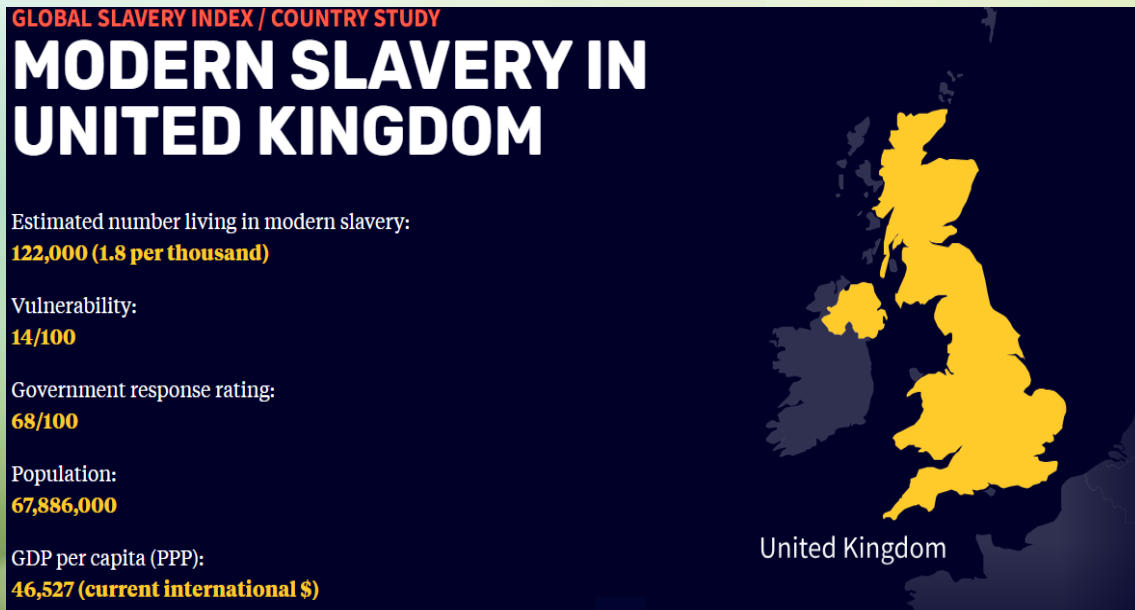 GLOBAL SLAVERY INDEX / COUNTRY STUDY
MODERN SLAVERY IN
UNITED KINGDOM
Estimated number living in modern slavery:
122,000 (1.8 per thousand)
Vulnerability:
14/100
Government response rating:
68/100
Population:
67,886,000
GDP per capita (PPP):
46,527 (current international $)
United Kingdom